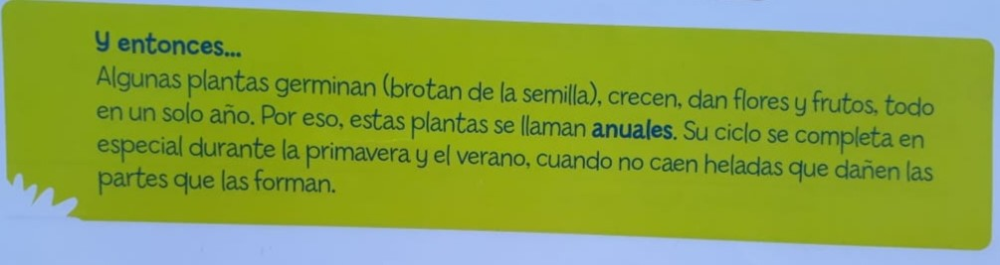 Y entonces...
Algunas plantas germinan (brotan de la semilla), crecen, dan flores y frutos, todo
en un solo año. Por eso, estas plantas se llaman anuales. Su ciclo se completa en
especial durante la primavera y el verano, cuando no caen heladas que dañen las
partes que las forman.